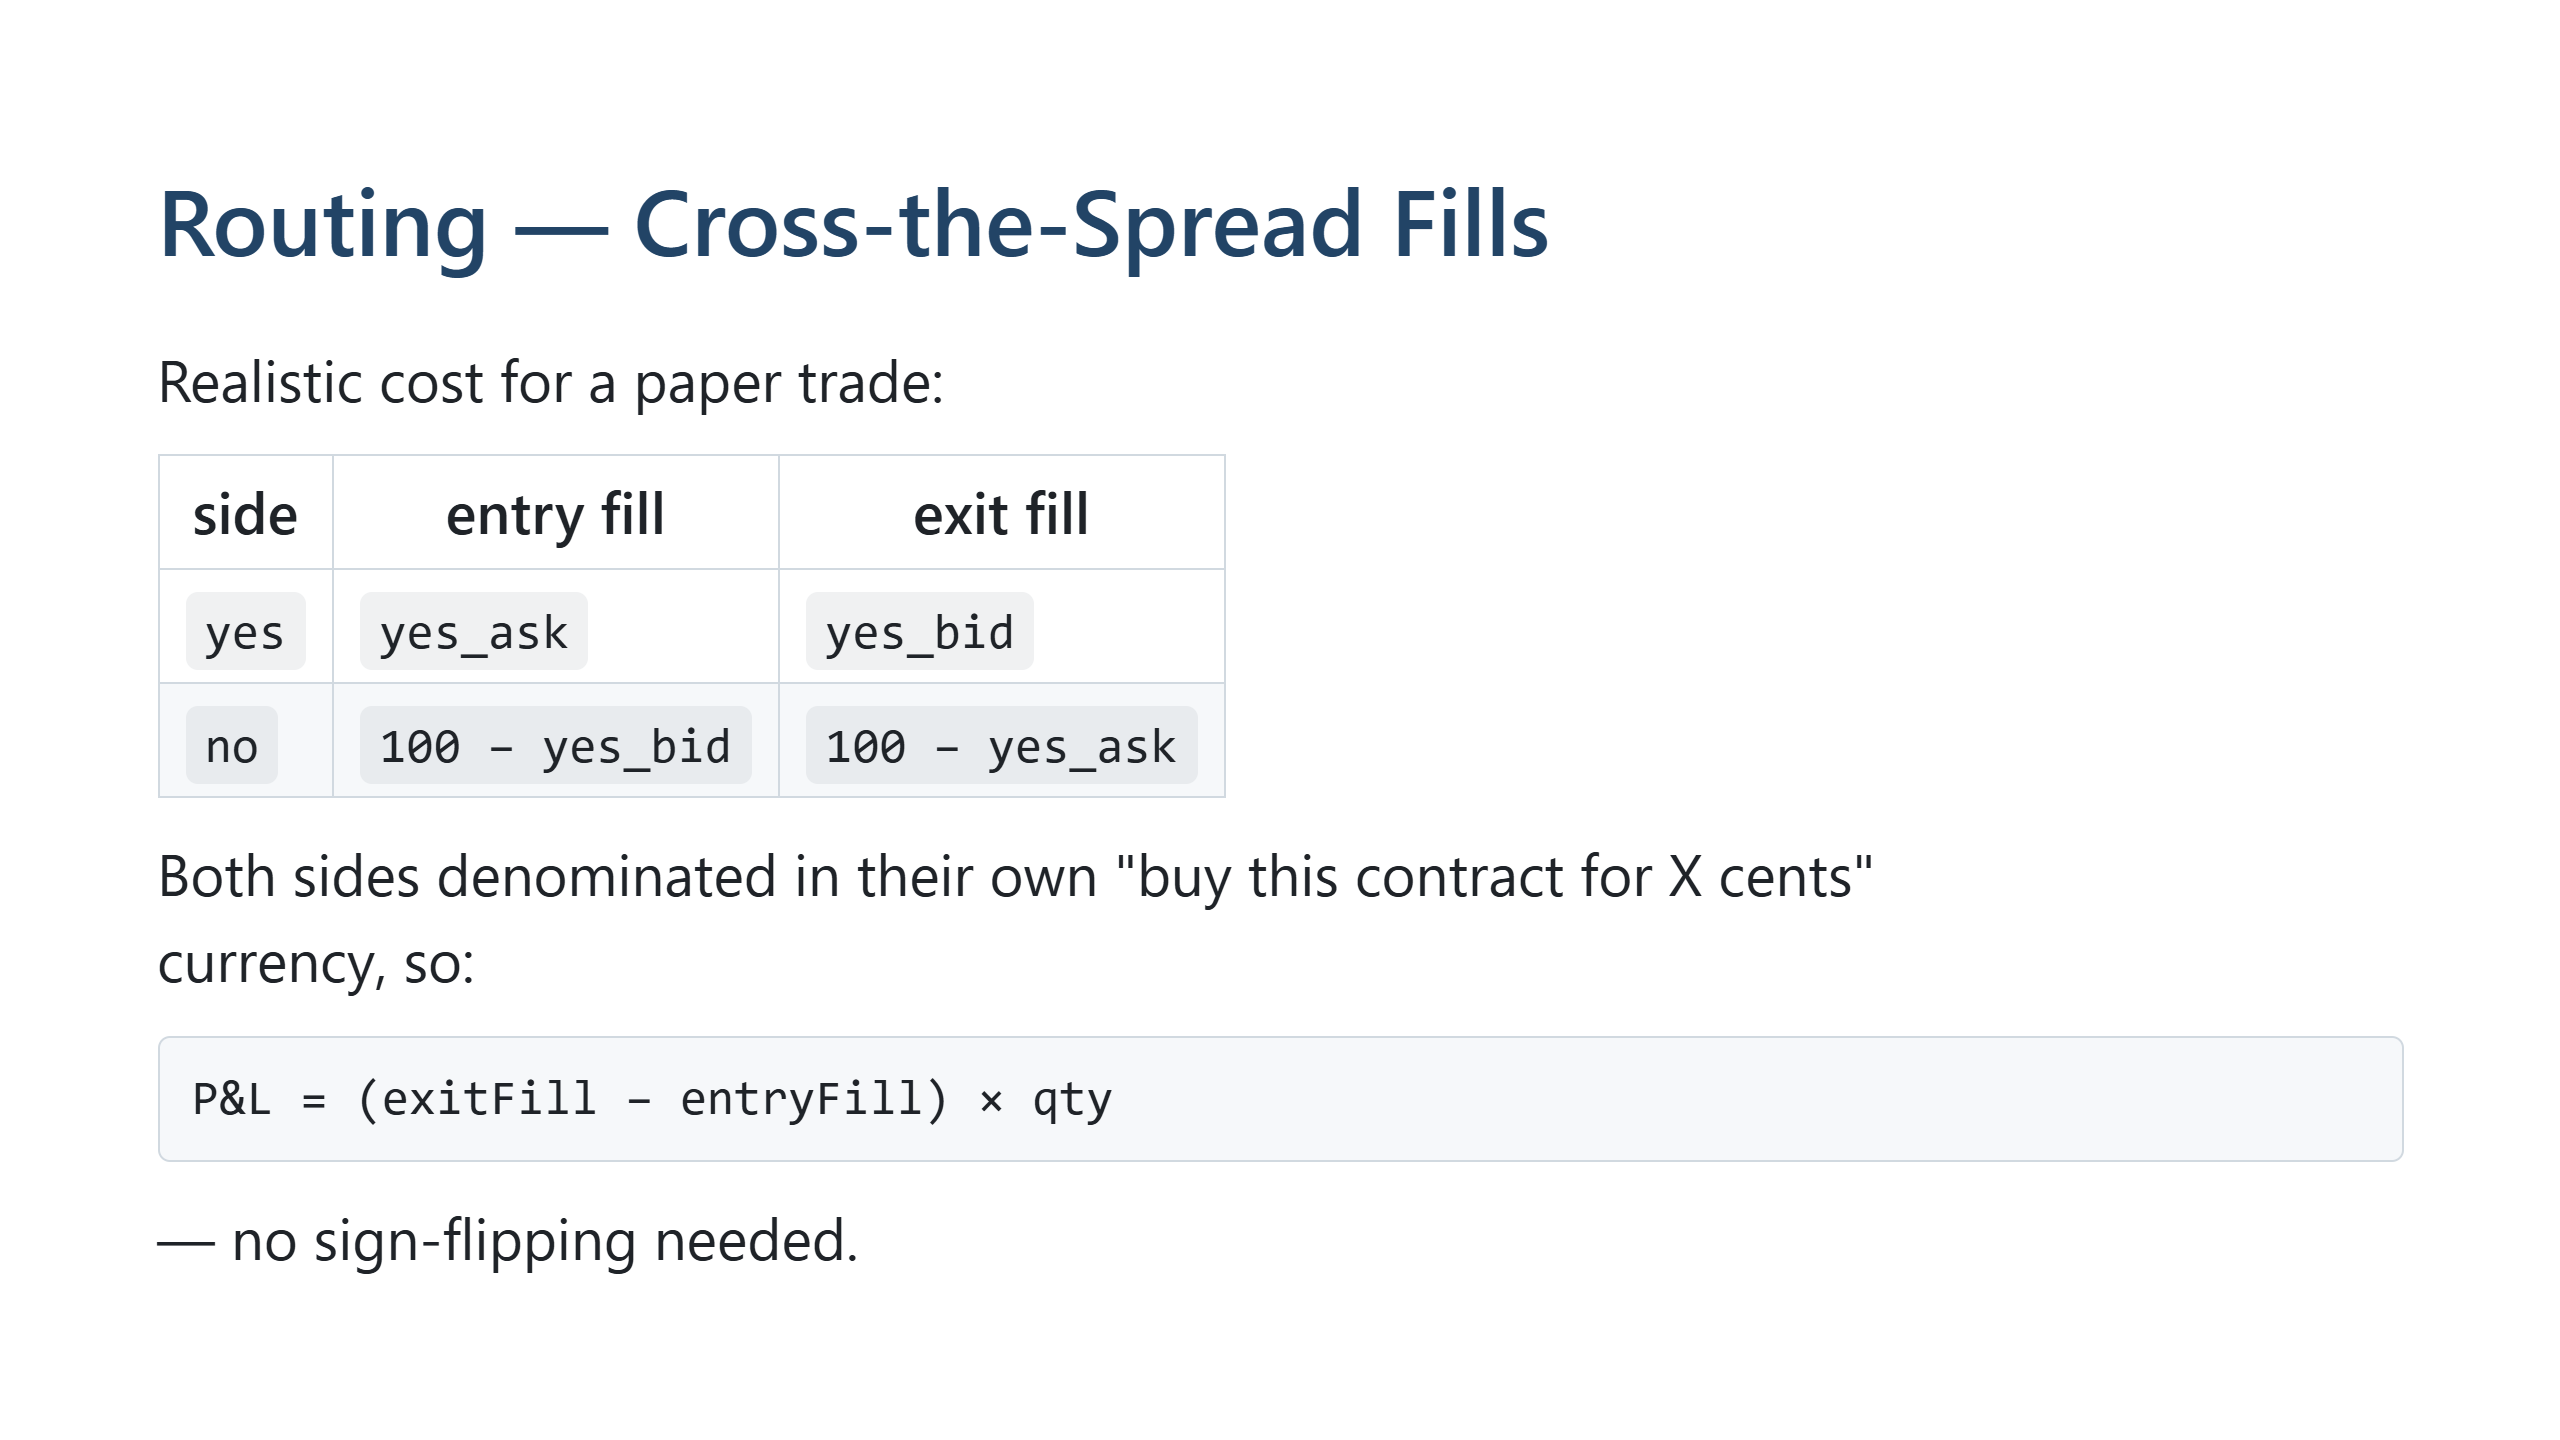 Routing — Cross-the-Spread Fills
Realistic cost for a paper trade:
side entry fill exit fill
yes yes_ask yes_bid
no 100 − yes_bid 100 − yes_ask
Both sides denominated in their own "buy this contract for X cents"
currency, so:
P&L = (exitFill − entryFill) × qty
— no sign-flipping needed.